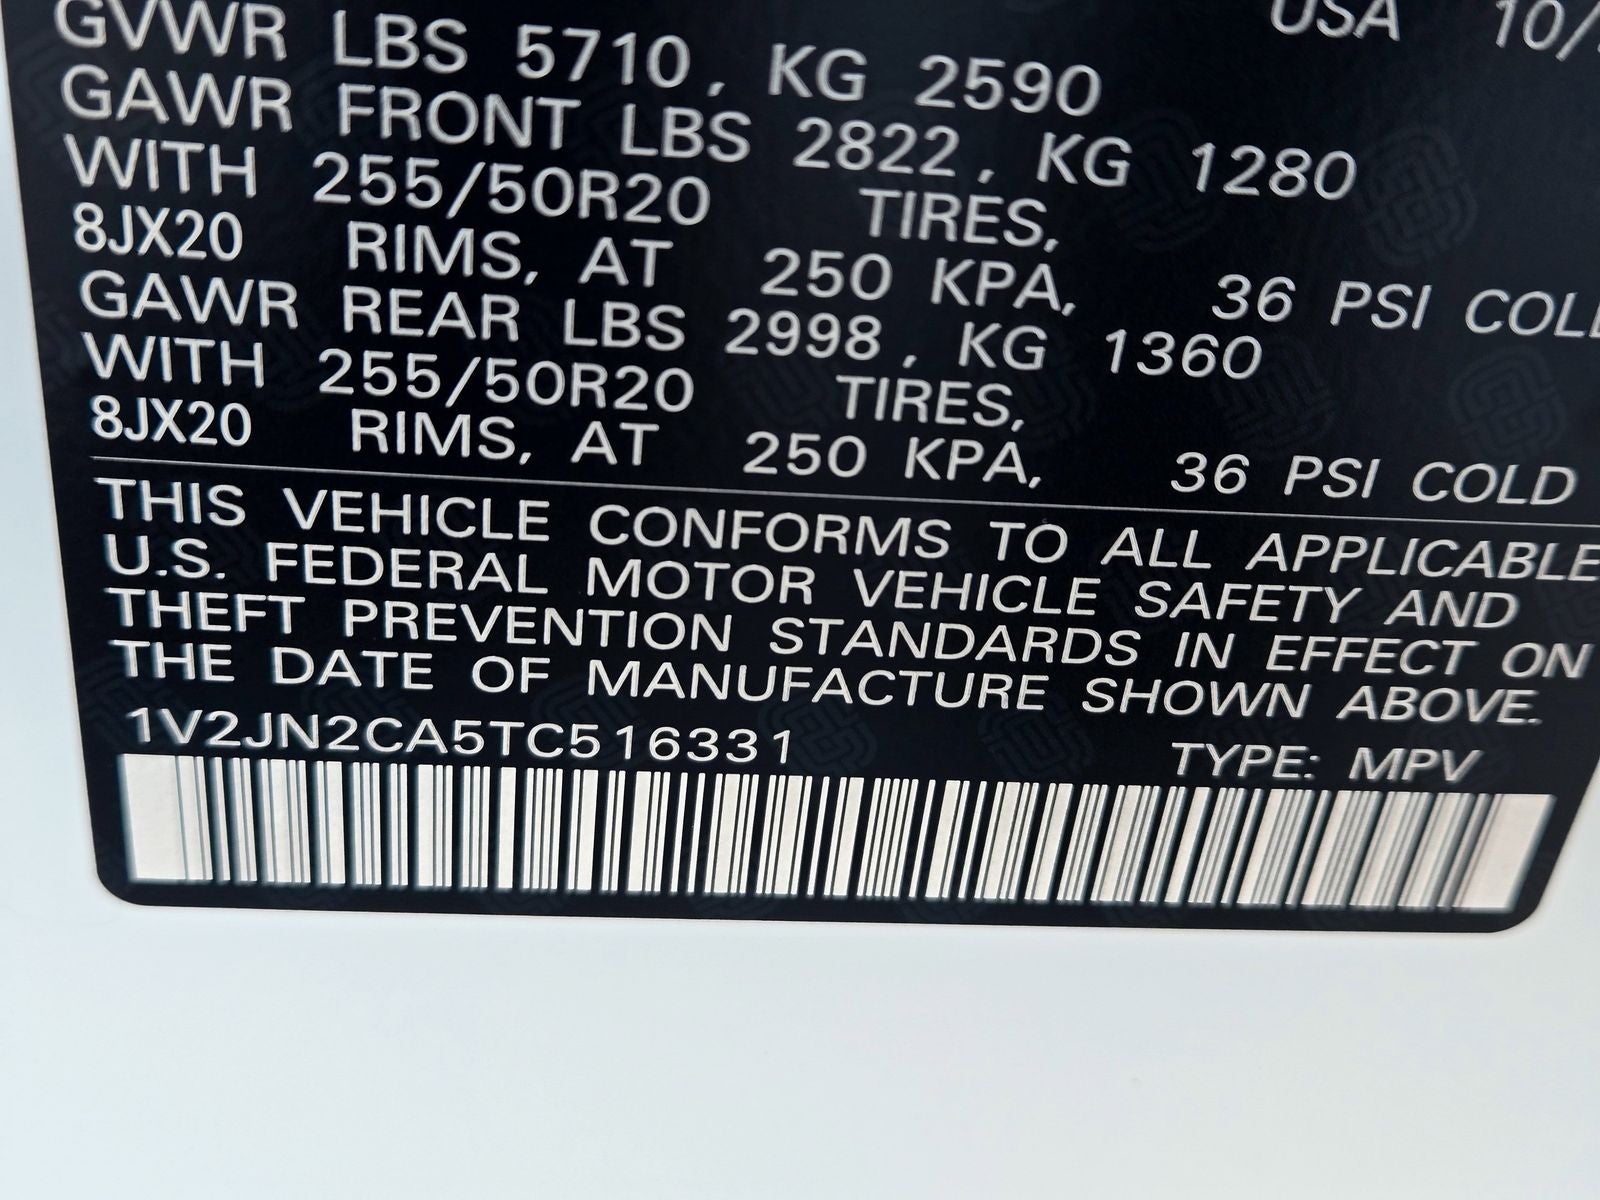 USA 10/
GVWR LBS 5710, KG 2590
GAWR FRONT LBS 2822, KG 1280
WITH 255/50R20 TIRES,
8JX20 RIMS, AT 250 KPA, 36 PSI COLD
GAWR REAR LBS 2998, KG 1360
WITH 255/50R20 TIRES,
8JX20 RIMS, AT 250 KPA, 36 PSI COLD
THIS VEHICLE CONFORMS TO ALL APPLICABLE
U.S. FEDERAL MOTOR VEHICLE SAFETY AND
THEFT PREVENTION STANDARDS IN EFFECT ON
THE DATE OF MANUFACTURE SHOWN ABOVE.
1V2JN2CA5TC516331 TYPE: MPV